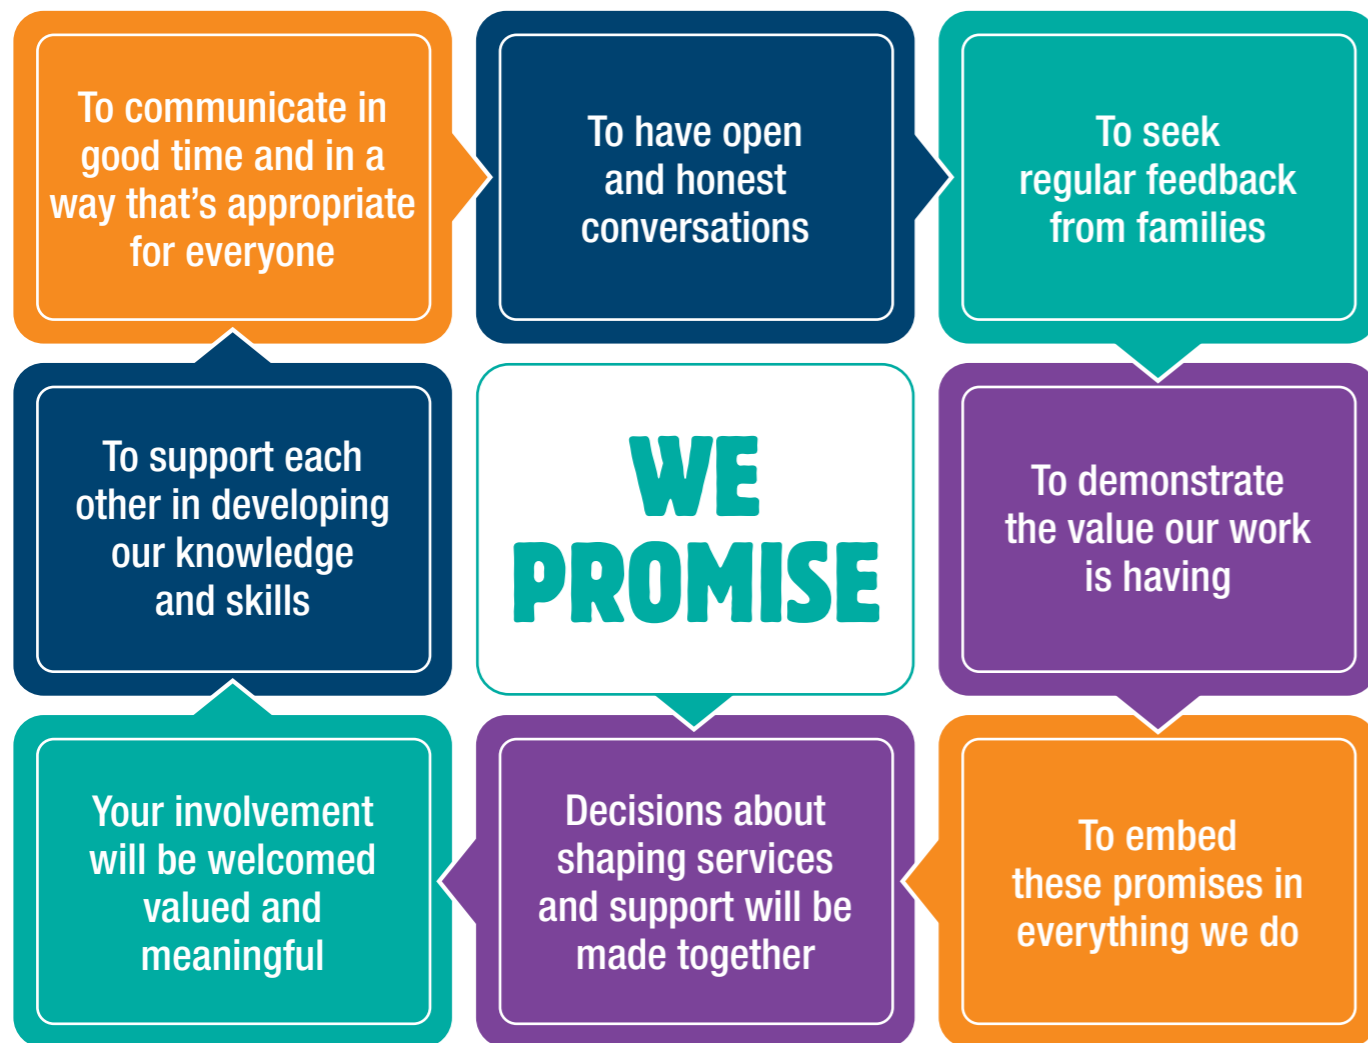 To communicate in
good time and in a
way that's appropriate
for everyone
To have open
and honest
conversations
To seek
regular feedback
from families
To support each
other in developing
our knowledge
and skills
WE
PROMISE
To demonstrate
the value our work
is having
Your involvement
will be welcomed
valued and
meaningful
Decisions about
shaping services
and support will be
made together
To embed
these promises in
everything we do